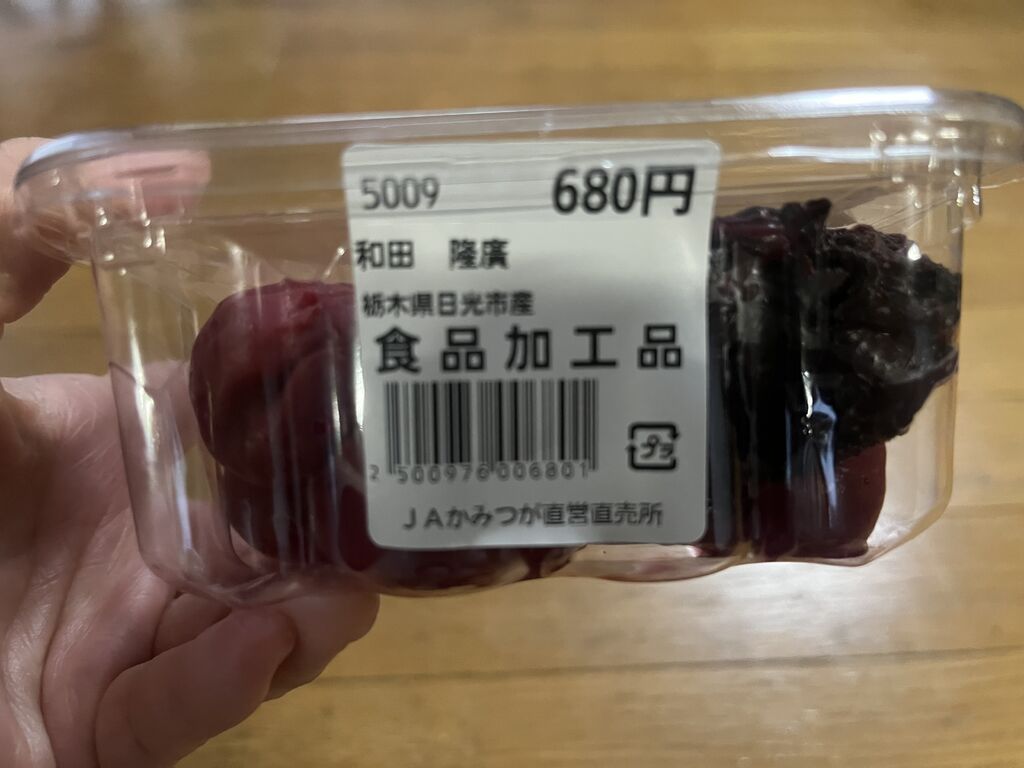 5009 680円
和田 隆廣
栃木県日光市産
食品加工品
2 500976 006801
プラ
JAかみつが直営直売所